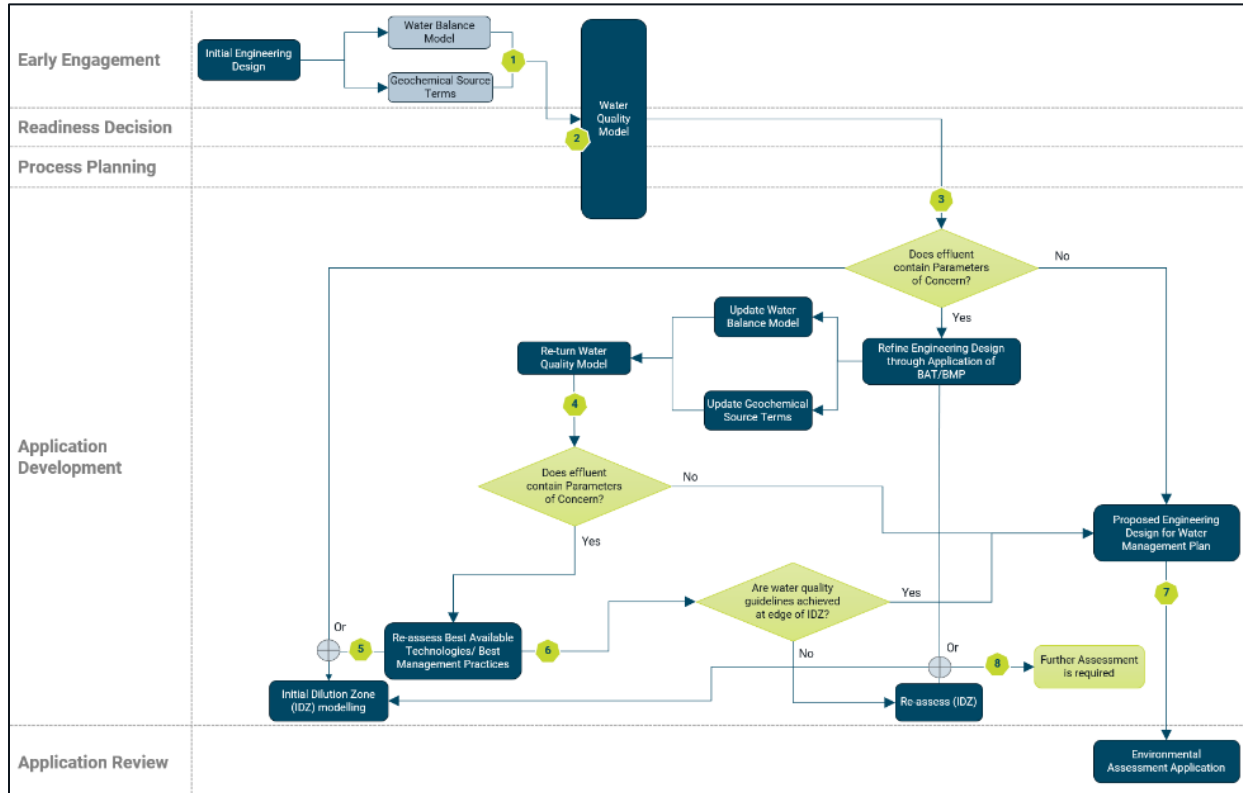 Early Engagement
Initial Engineering
Design
Water Balance
Model
Geochemical Source
Terms
1
Water
Quality
Model
Readiness Decision
2
Process Planning
3
Does effluent
contain Parameters
of Concern?
No
Yes
Update Water
Balance Model
Re-turn Water
Quality Model
Refine Engineering Design
through Application of
BAT/BMP
Update Geochemical
Source Terms
4
Application
Development
Does effluent
contain Parameters
of Concern?
No
Yes
Proposed Engineering
Design for Water
Management Plan
Are water quality
guidelines achieved
at edge of IDZ?
Yes
No
7
Or
5
Re-assess Best Available
Technologies/ Best
Management Practices
6
Or
8
Further Assessment
is required
Initial Dilution Zone
(IDZ) modelling
Re-assess (IDZ)
Application Review
Environmental
Assessment Application